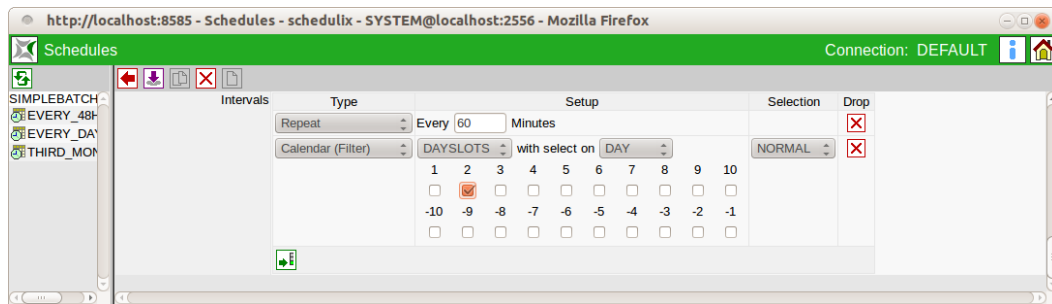 http://localhost:8585 - Schedules - schedulix - SYSTEM@localhost:2556 - Mozilla Firefox
Schedules Connection: DEFAULT
SIMPLEBATCH
EVERY_48H
EVERY_DAY
THIRD_MON
Intervals Type Setup Selection Drop
Repeat Every 60 Minutes
Calendar (Filter) DAYSLOTS with select on DAY NORMAL
1 2 3 4 5 6 7 8 9 10
-10 -9 -8 -7 -6 -5 -4 -3 -2 -1